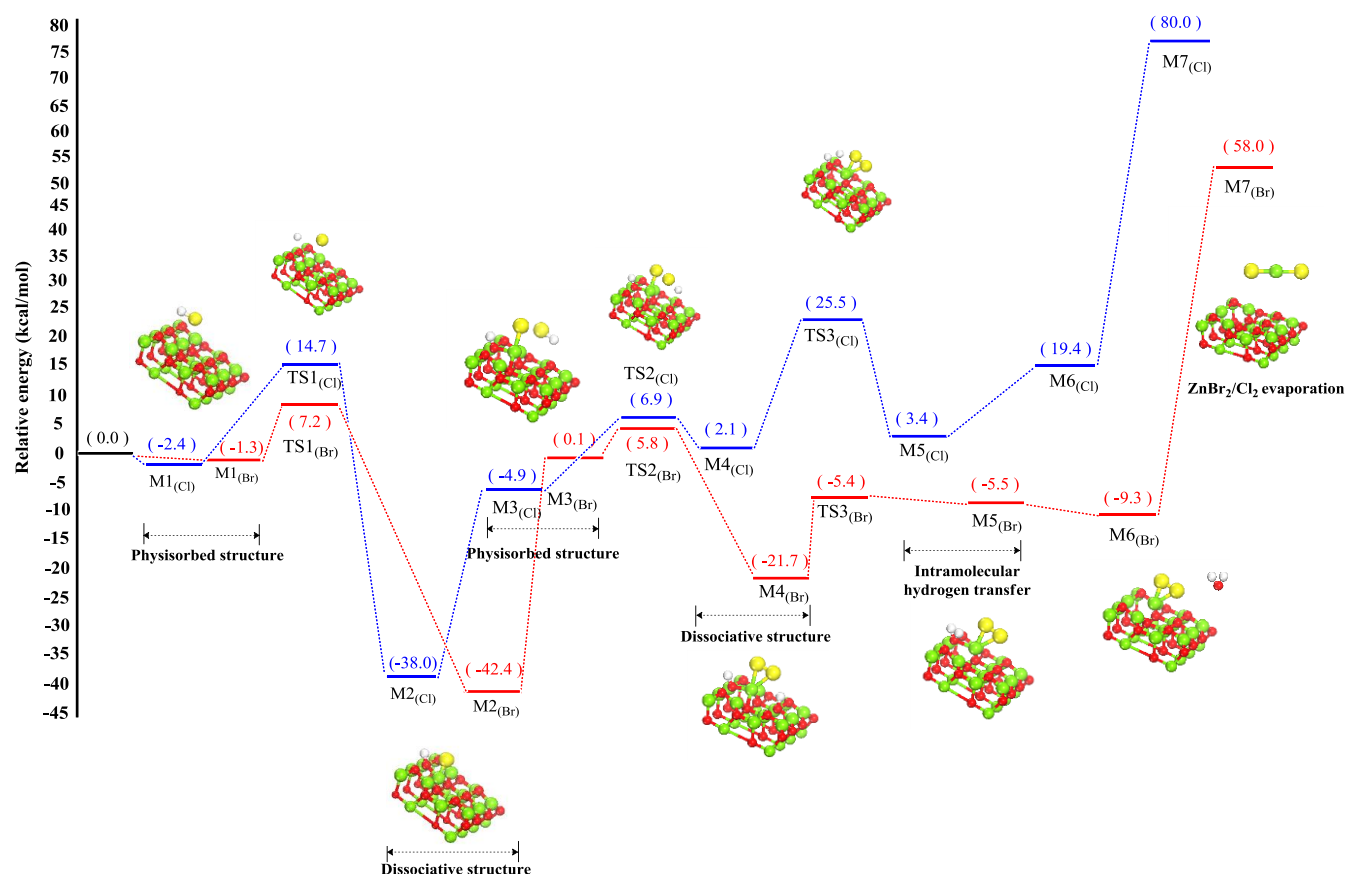 Relative energy (kcal/mol)
80
75
70
65
60
55
50
45
40
35
30
25
20
15
10
5
0
-5
-10
-15
-20
-25
-30
-35
-40
-45
( 0.0 )
( -2.4 )
M1(Cl)
( -1.3 )
M1(Br)
Physisorbed structure
( 14.7 )
TS1(Cl)
( 7.2 )
TS1(Br)
( -38.0)
M2(Cl)
( -42.4 )
M2(Br)
Dissociative structure
( -4.9 )
M3(Cl)
( 0.1 )
M3(Br)
Physisorbed structure
TS2(Cl)
( 6.9 )
( 5.8 )
TS2(Br)
( 2.1 )
M4(Cl)
( -21.7 )
M4(Br)
Dissociative structure
( 25.5 )
TS3(Cl)
( -5.4 )
TS3(Br)
( 3.4 )
M5(Cl)
( -5.5 )
M5(Br)
Intramolecular
hydrogen transfer
( 19.4 )
M6(Cl)
( -9.3 )
M6(Br)
( 80.0 )
M7(Cl)
( 58.0 )
M7(Br)
ZnBr2/Cl2 evaporation